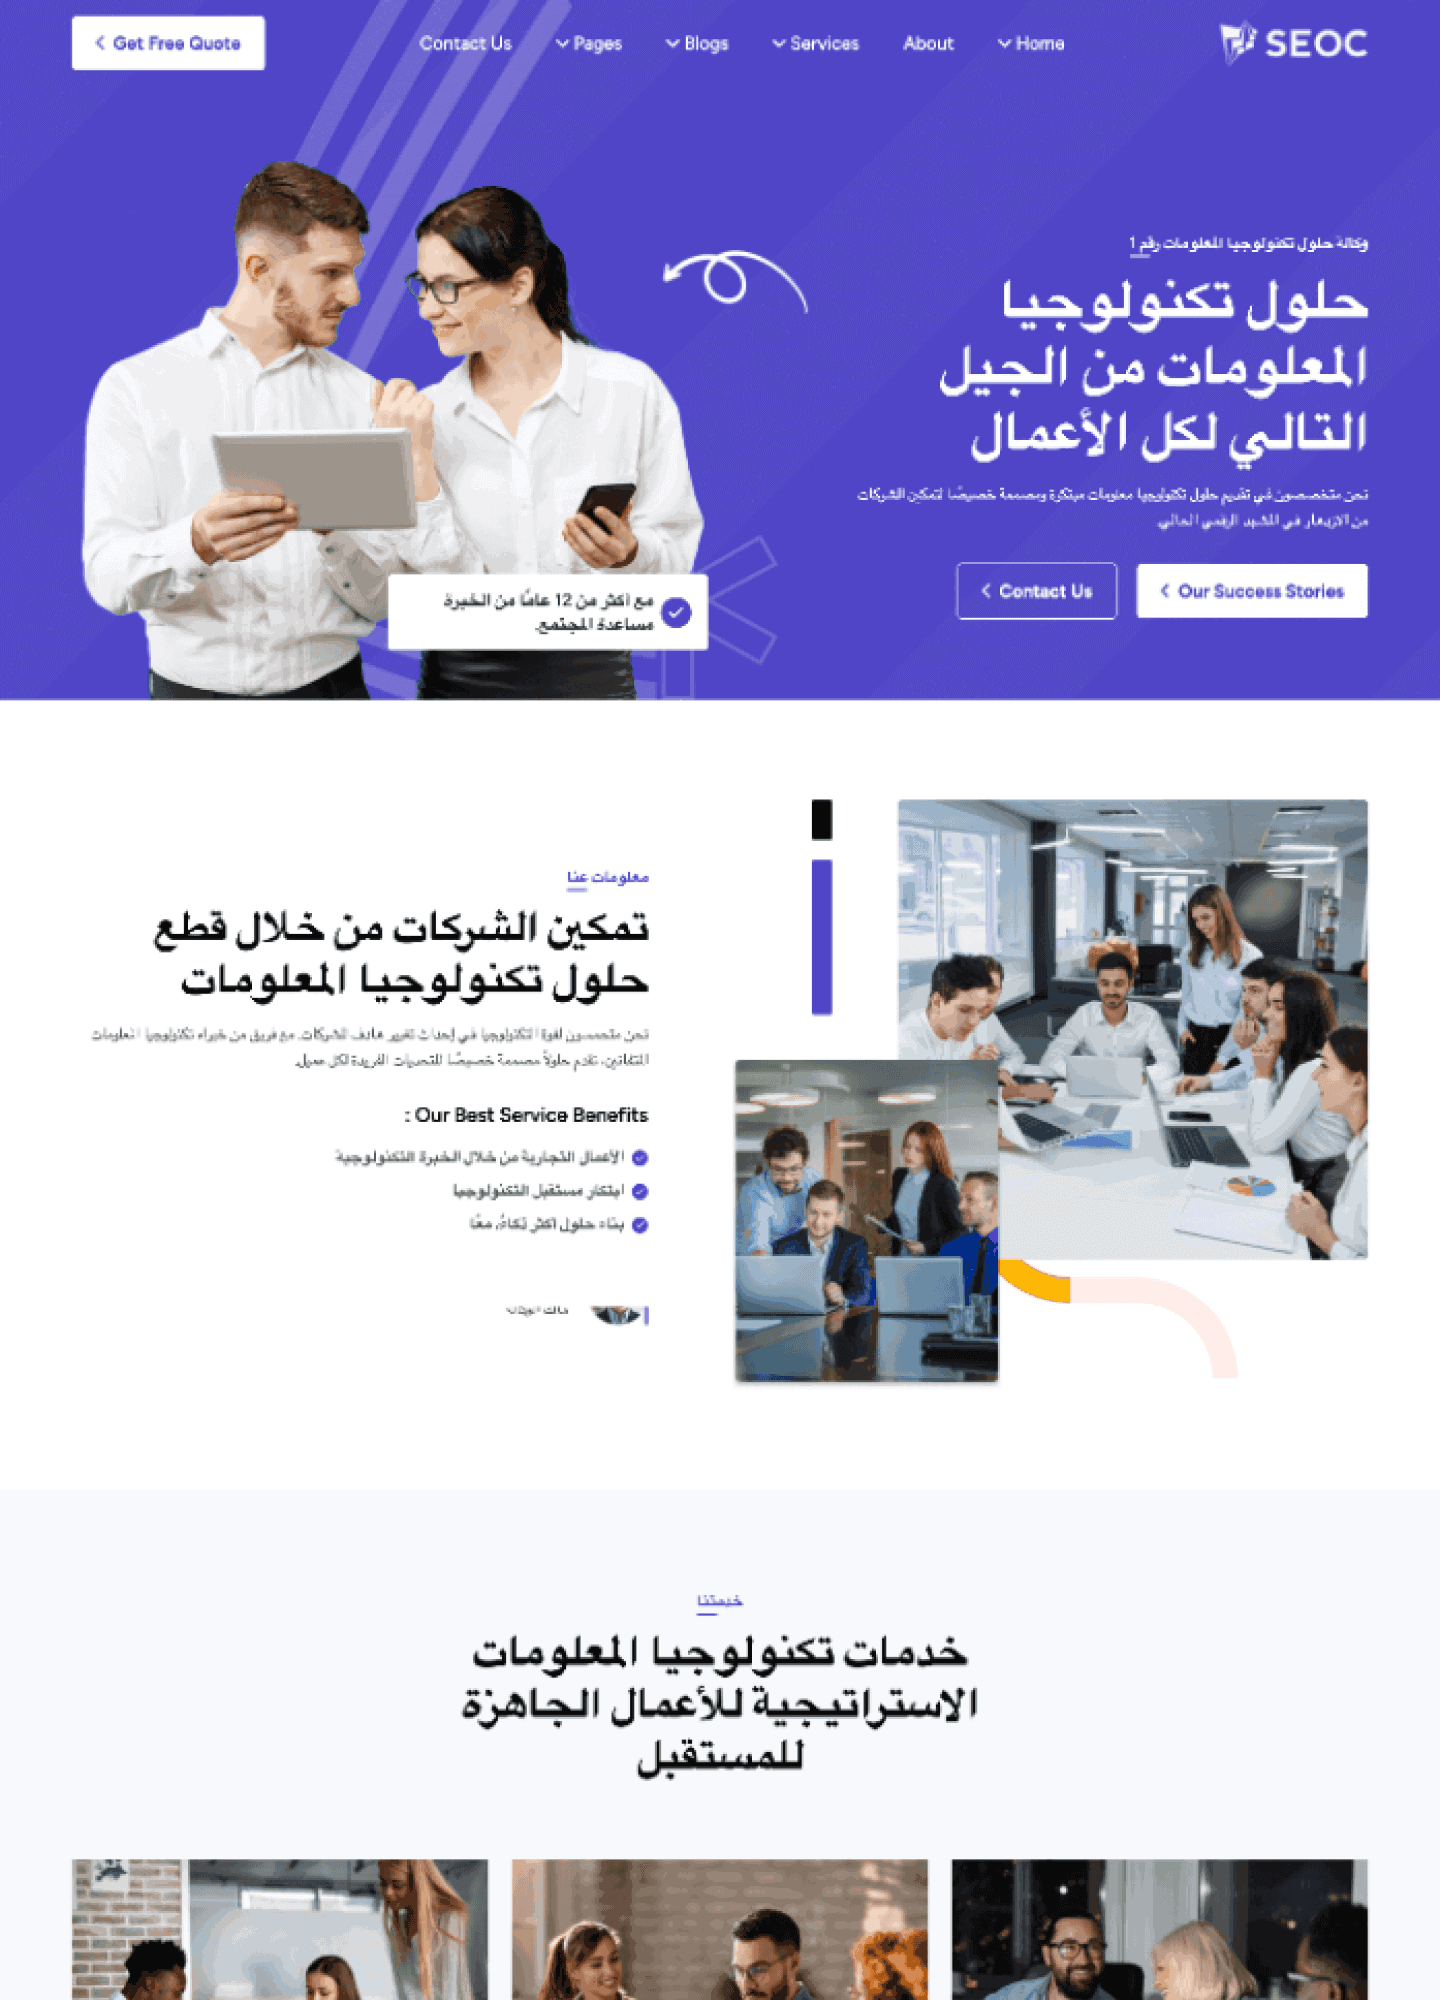 SEOC
Home
About
Services
Blogs
Pages
Contact Us
Get Free Quote
وكالة حلول تكنولوجيا المعلومات رقم 1
حلول تكنولوجيا
المعلومات من الجيل
التالي لكل الأعمال
نحن متخصصون في تقديم حلول تكنولوجيا معلومات مبتكرة ومصممة خصيصًا لتمكين الشركات
من الازدهار في المشهد الرقمي الحالي.
Our Success Stories
Contact Us
مع أكثر من 12 عامًا من الخبرة
مساعدة المجتمع.
معلومات عنا
تمكين الشركات من خلال قطع
حلول تكنولوجيا المعلومات
نحن متحمسون لقوة التكنولوجيا في إحداث تغيير هادف للشركات. مع فريق من خبراء تكنولوجيا المعلومات
المتفانين، نقدم حلولاً مصممة خصيصًا للتحديات الفريدة لكل عميل.
Our Best Service Benefits :
الأعمال التجارية من خلال الخبرة التكنولوجية
ابتكار مستقبل التكنولوجيا
بناء حلول أكثر ذكاءً، معًا
خدمتنا
خدمات تكنولوجيا المعلومات
الاستراتيجية للأعمال الجاهزة
للمستقبل